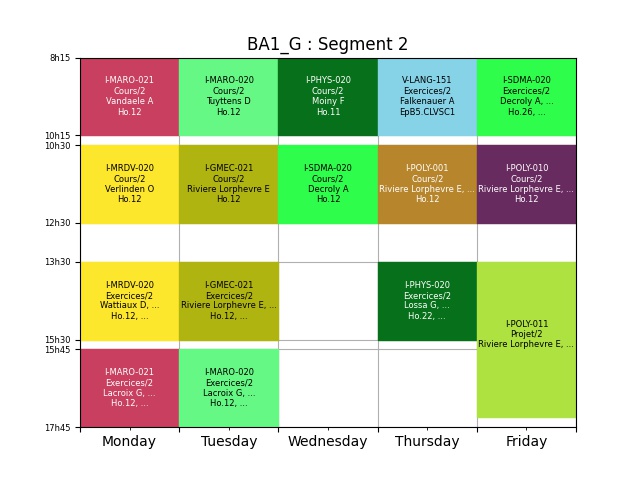 BA1_G : Segment 2
8h15
I-MARO-021
Cours/2
Vandaele A
Ho.12
I-MARO-020
Cours/2
Tuyttens D
Ho.12
I-PHYS-020
Cours/2
Moiny F
Ho.11
V-LANG-151
Exercices/2
Falkenauer A
EpB5.CLVSC1
I-SDMA-020
Exercices/2
Decroly A, ...
Ho.26, ...
10h15
10h30
I-MRDV-020
Cours/2
Verlinden O
Ho.12
I-GMEC-021
Cours/2
Riviere Lorphevre E
Ho.12
I-SDMA-020
Cours/2
Decroly A
Ho.12
I-POLY-001
Cours/2
Riviere Lorphevre E, ...
Ho.12
I-POLY-010
Cours/2
Riviere Lorphevre E, ...
Ho.12
12h30
13h30
I-MRDV-020
Exercices/2
Wattiaux D, ...
Ho.12, ...
I-GMEC-021
Exercices/2
Riviere Lorphevre E, ...
Ho.12, ...
I-PHYS-020
Exercices/2
Lossa G, ...
Ho.22, ...
I-POLY-011
Projet/2
Riviere Lorphevre E, ...
15h30
15h45
I-MARO-021
Exercices/2
Lacroix G, ...
Ho.12, ...
I-MARO-020
Exercices/2
Lacroix G, ...
Ho.12, ...
17h45
Monday
Tuesday
Wednesday
Thursday
Friday